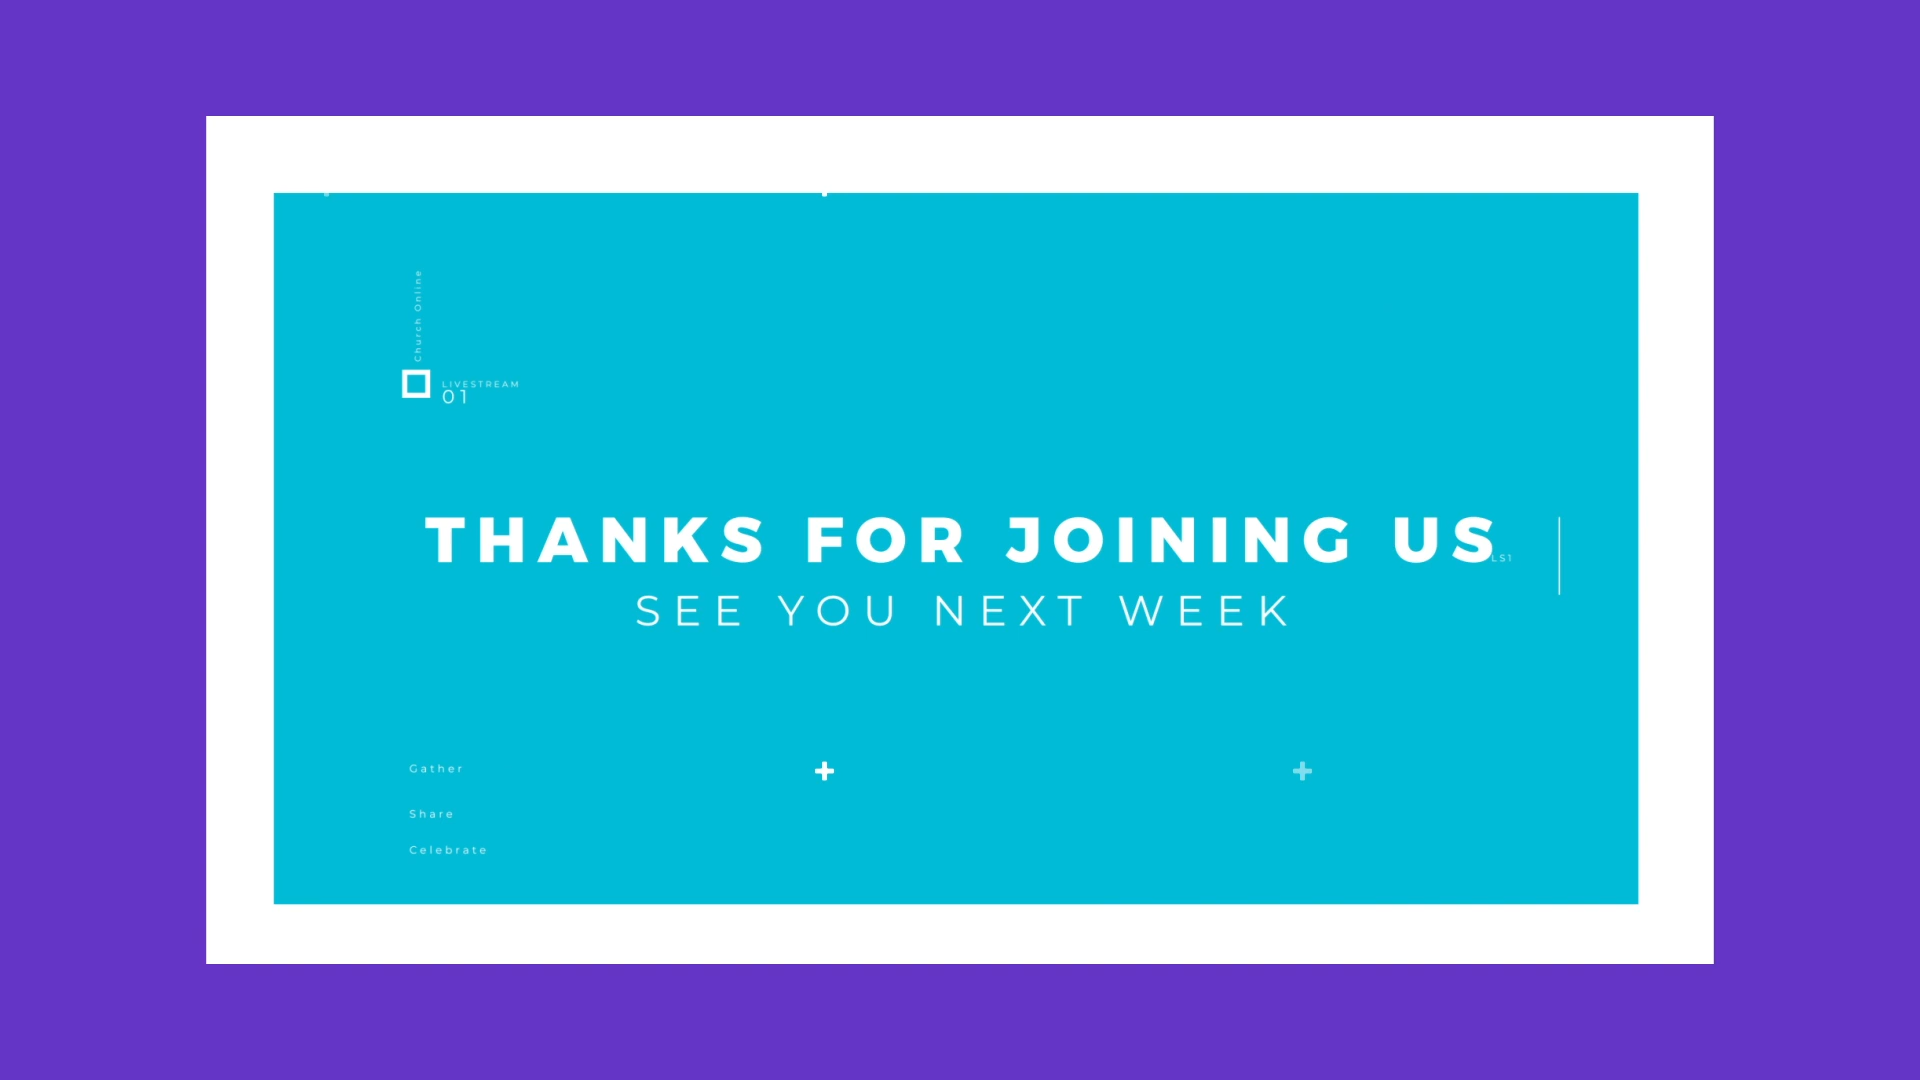 Church Online
LIVESTREAM
01
THANKS FOR JOINING US
LS1
SEE YOU NEXT WEEK
Gather
Share
Celebrate